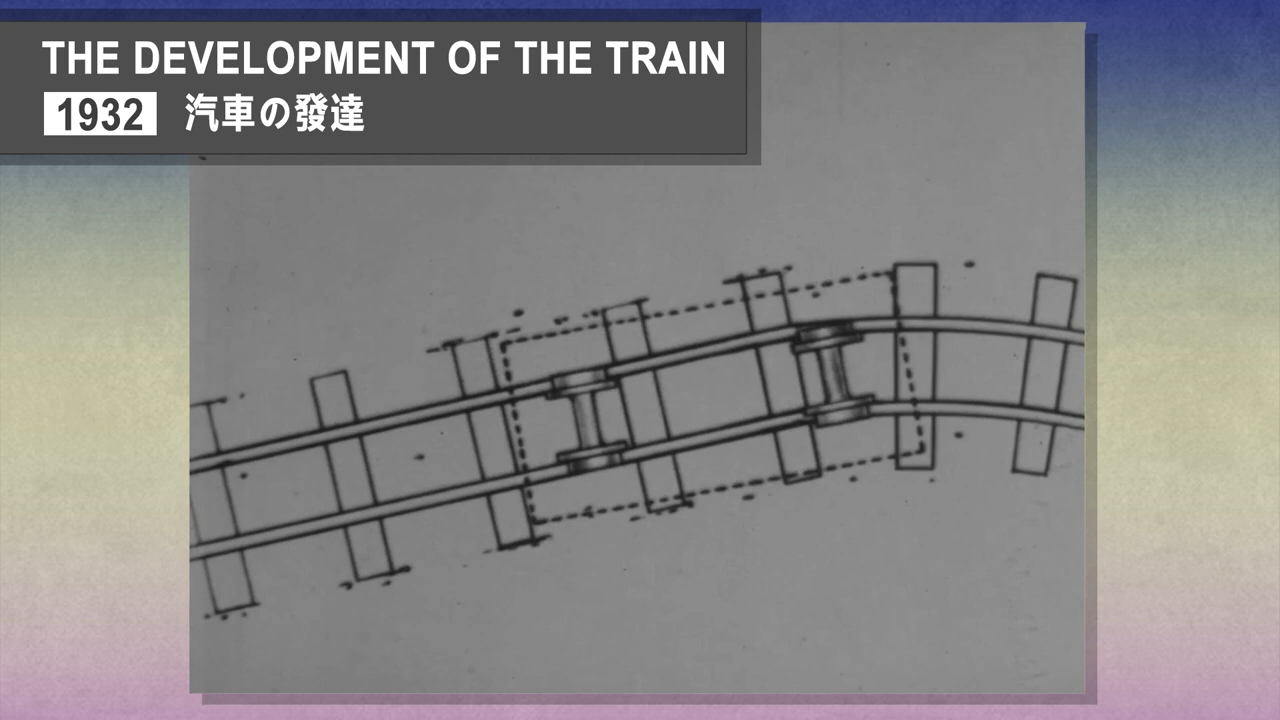 THE DEVELOPMENT OF THE TRAIN
1932 汽車の發達